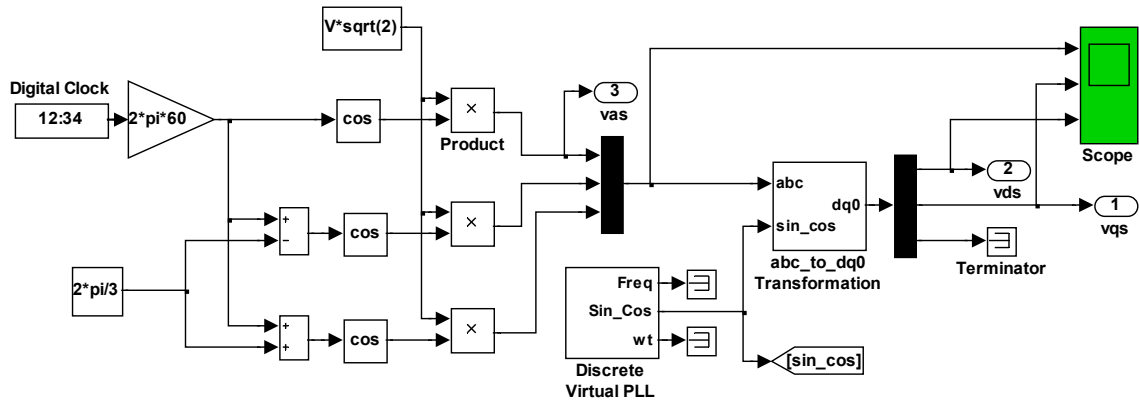 V*sqrt(2)
Digital Clock
12:34
2*pi*60
cos
×
Product
3
vas
Scope
abc
dq0
sin_cos
abc_to_dq0
Transformation
2
vds
1
vqs
+
−
cos
×
Terminator
2*pi/3
Freq
Sin_Cos
wt
Discrete
Virtual PLL
+
+
cos
×
[sin_cos]